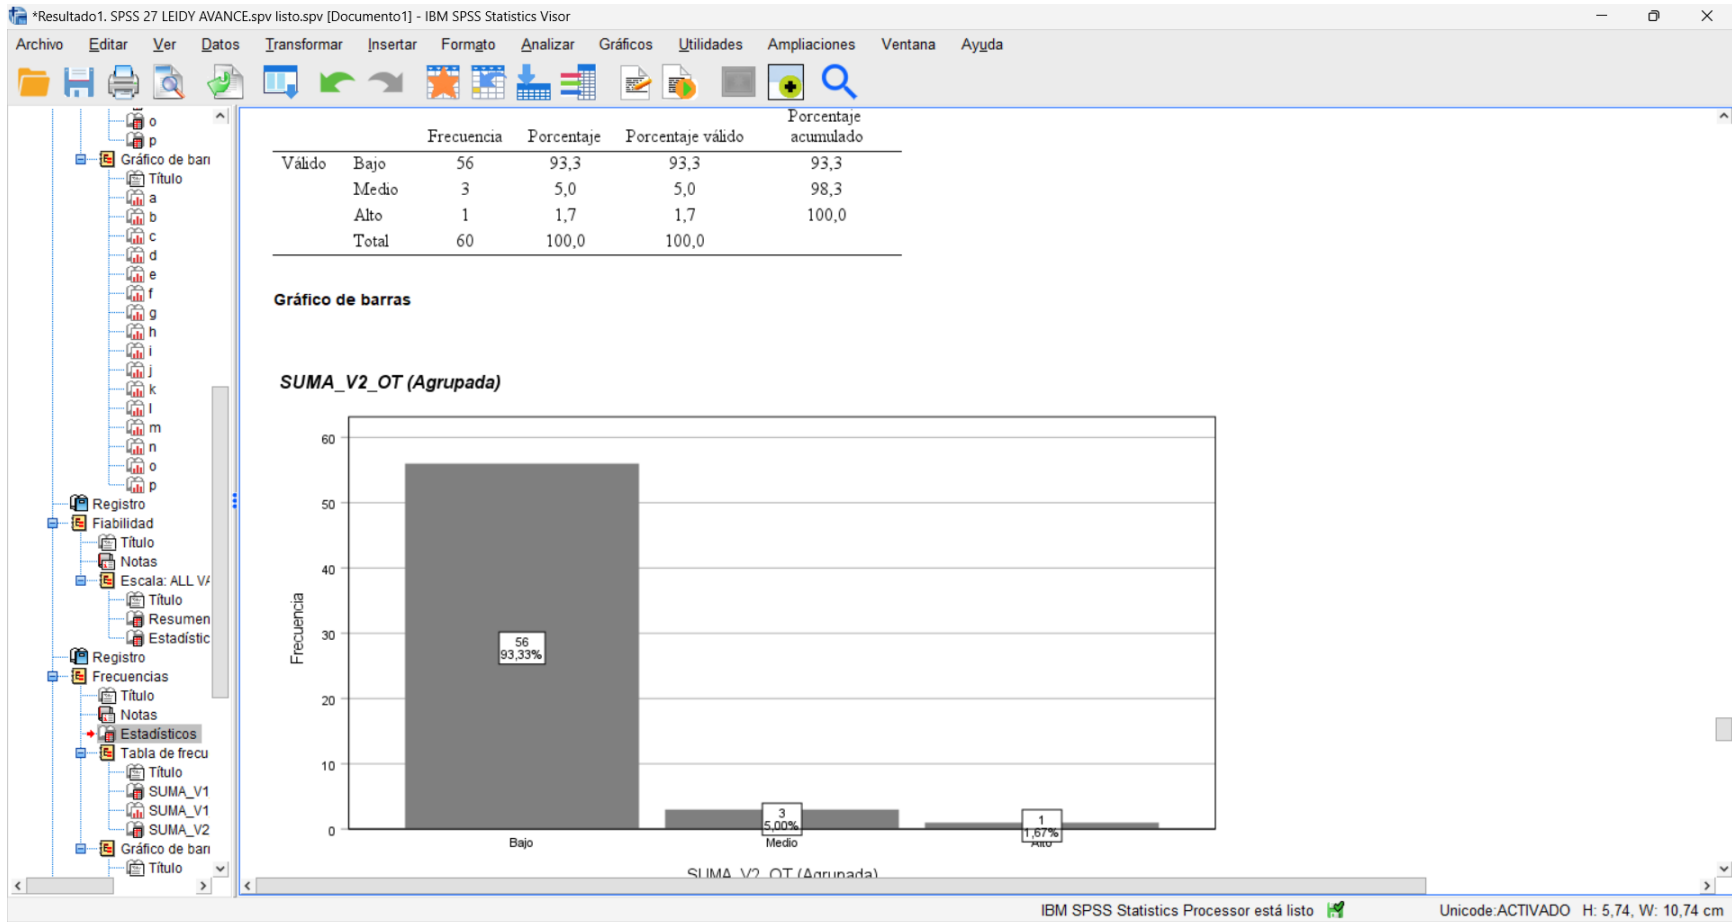 *Resultado1. SPSS 27 LEIDY AVANCE.spv listo.spv [Documento1] - IBM SPSS Statistics Visor
Archivo Editar Ver Datos Transformar Insertar Formato Analizar Gráficos Utilidades Ampliaciones Ventana Ayuda
o
p
Gráfico de barr
Título
a
b
c
d
e
f
g
h
i
j
k
l
m
n
o
p
Registro
Fiabilidad
Título
Notas
Escala: ALL VA
Título
Resumen
Estadístic
Registro
Frecuencias
Título
Notas
Estadísticos
Tabla de frecu
Título
SUMA_V1
SUMA_V1
SUMA_V2
Gráfico de barr
Título
Frecuencia Porcentaje Porcentaje válido Porcentaje acumulado
Válido Bajo 56 93,3 93,3 93,3
Medio 3 5,0 5,0 98,3
Alto 1 1,7 1,7 100,0
Total 60 100,0 100,0
Gráfico de barras
SUMA_V2_OT (Agrupada)
60
50
40
30
20
10
0
Frecuencia
56
93,33%
3
5,00%
1
1,67%
Bajo Medio Alto
SUMA_V2_OT (Agrupada)
IBM SPSS Statistics Processor está listo Unicode:ACTIVADO H: 5,74, W: 10,74 cm